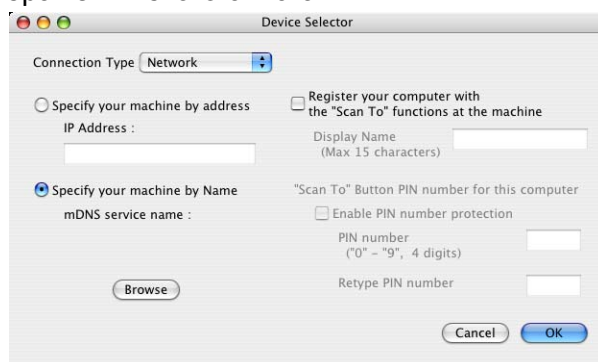 Device Selector
Connection Type Network
Specify your machine by address
IP Address :
Specify your machine by Name
mDNS service name :
Browse
Register your computer with
the "Scan To" functions at the machine
Display Name
(Max 15 characters)
"Scan To" Button PIN number for this computer
Enable PIN number protection
PIN number
("0" - "9", 4 digits)
Retype PIN number
Cancel OK